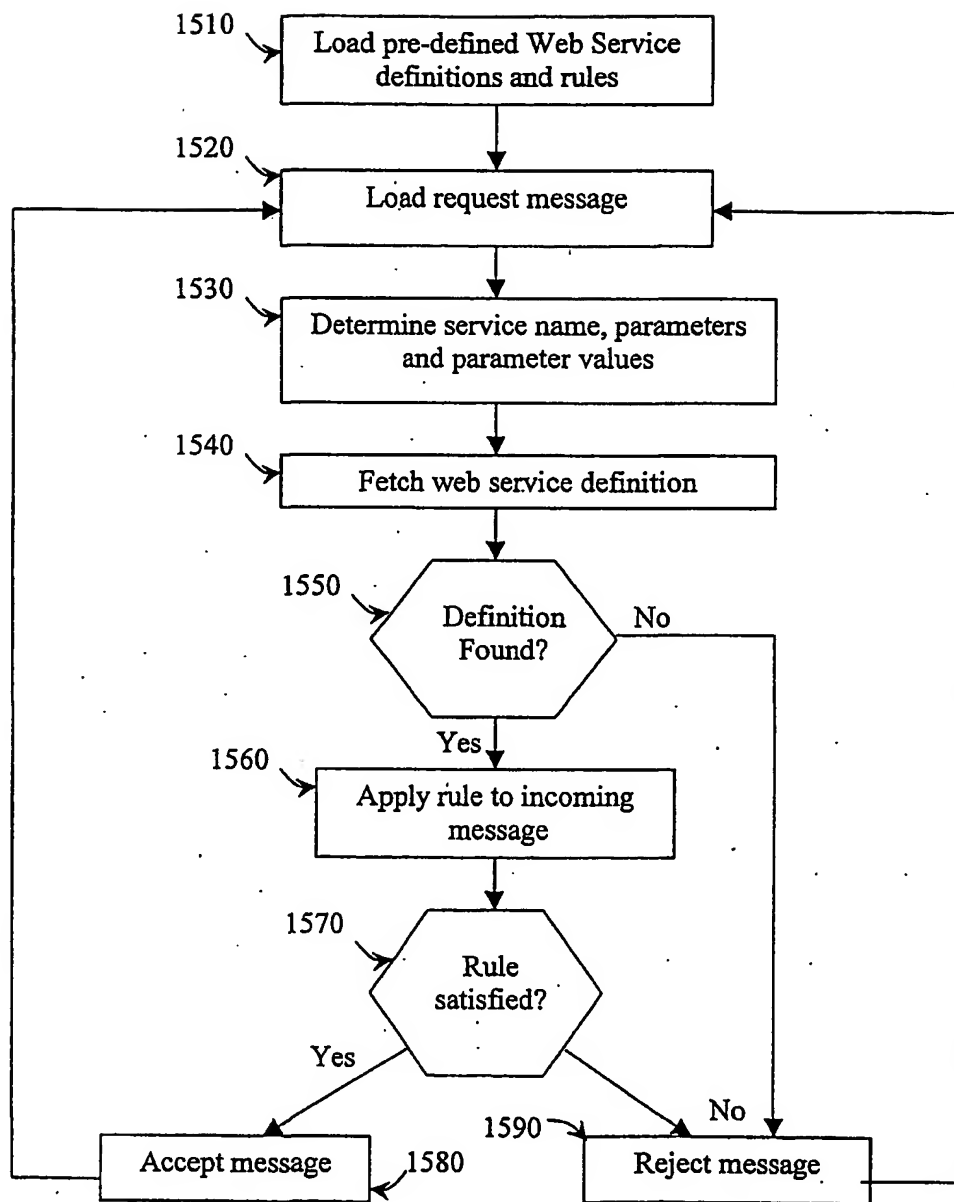 1510
Load pre-defined Web Service
definitions and rules
1520
Load request message
1530
Determine service name, parameters
and parameter values
1540
Fetch web service definition
1550
Definition
Found?
No
Yes
1560
Apply rule to incoming
message
1570
Rule
satisfied?
Yes
No
1590
Accept message
1580
Reject message